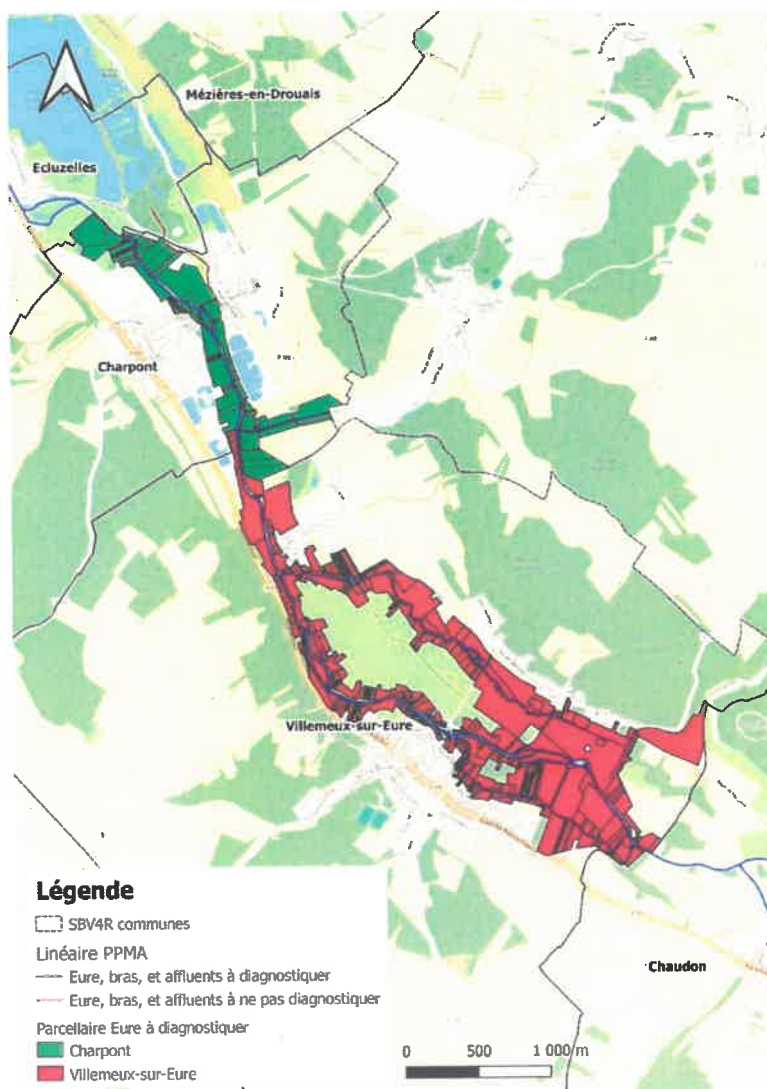 Mézières-en-Drouais
Ecluzelles
Charpont
Villemeux-sur-Eure
Chaudon
Légende
SBV4R communes
Linéaire PPMA
Eure, bras, et affluents à diagnostiquer
Eure, bras, et affluents à ne pas diagnostiquer
Parcellaire Eure à diagnostiquer
Charpont
Villemeux-sur-Eure
0 500 1 000 m